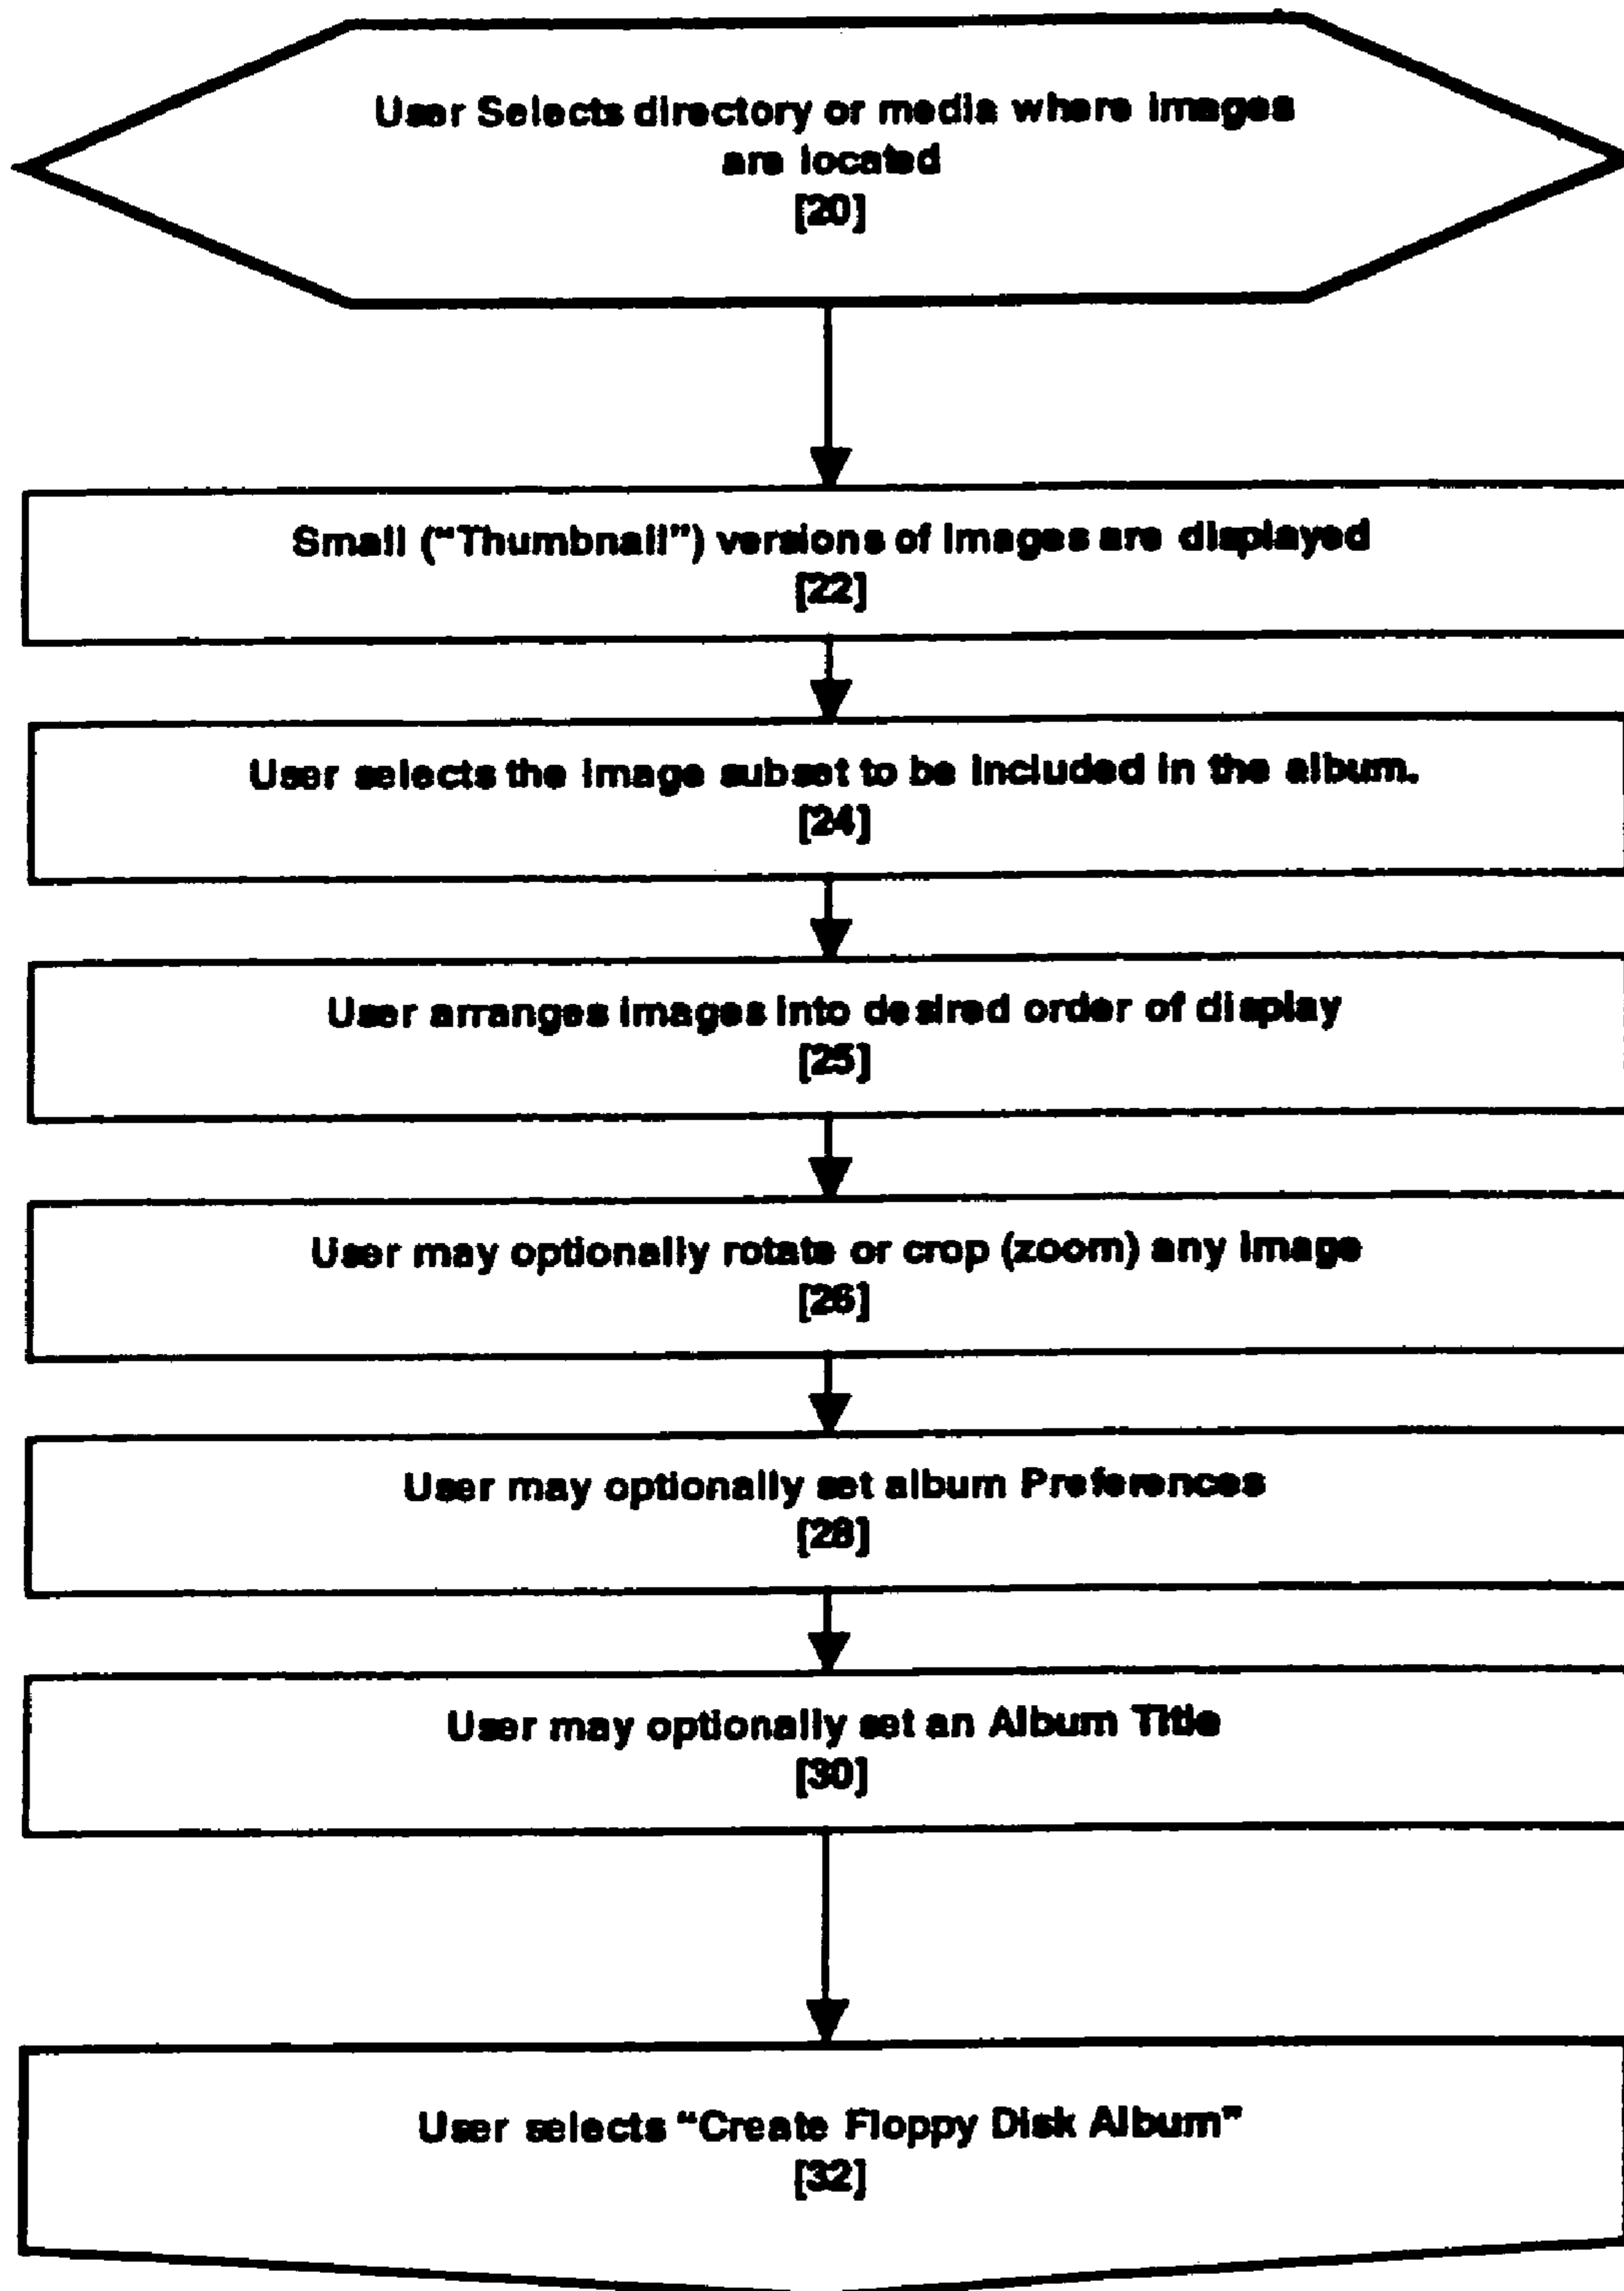 User Selects directory or media where images
are located
[20]
Small ("Thumbnail") versions of images are displayed
[22]
User selects the image subset to be included in the album.
[24]
User arranges images into desired order of display
[25]
User may optionally rotate or crop (zoom) any image
[26]
User may optionally set album Preferences
[28]
User may optionally set an Album Title
[30]
User selects “Create Floppy Disk Album”
[32]